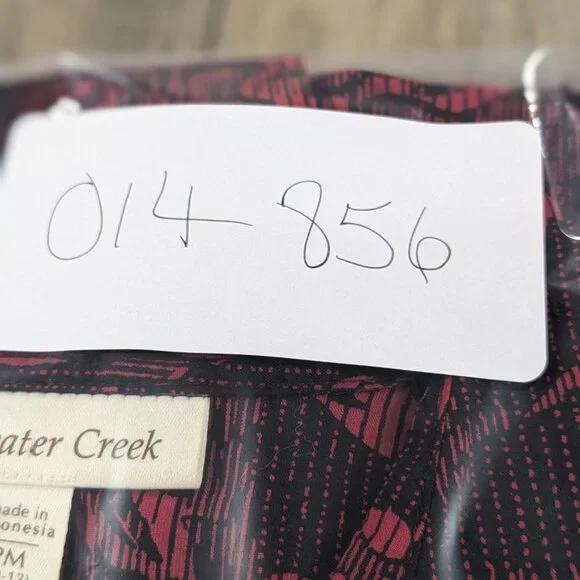 014 856
ater Creek
made in
onesia
PM